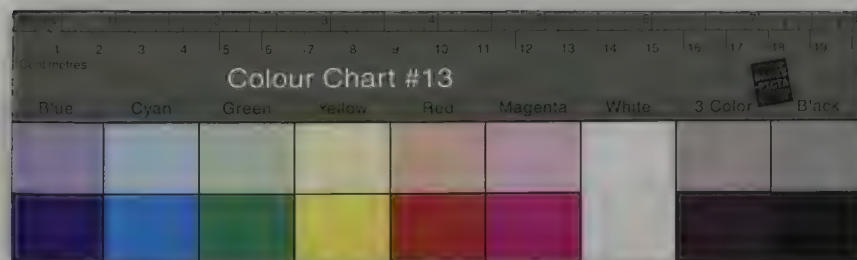 1 2 3 4 5 6 7 8 9 10 11 12 13 14 15 16 17 18 19
Centimetres
Colour Chart #13
Blue Cyan Green Yellow Red Magenta White 3 Color Black